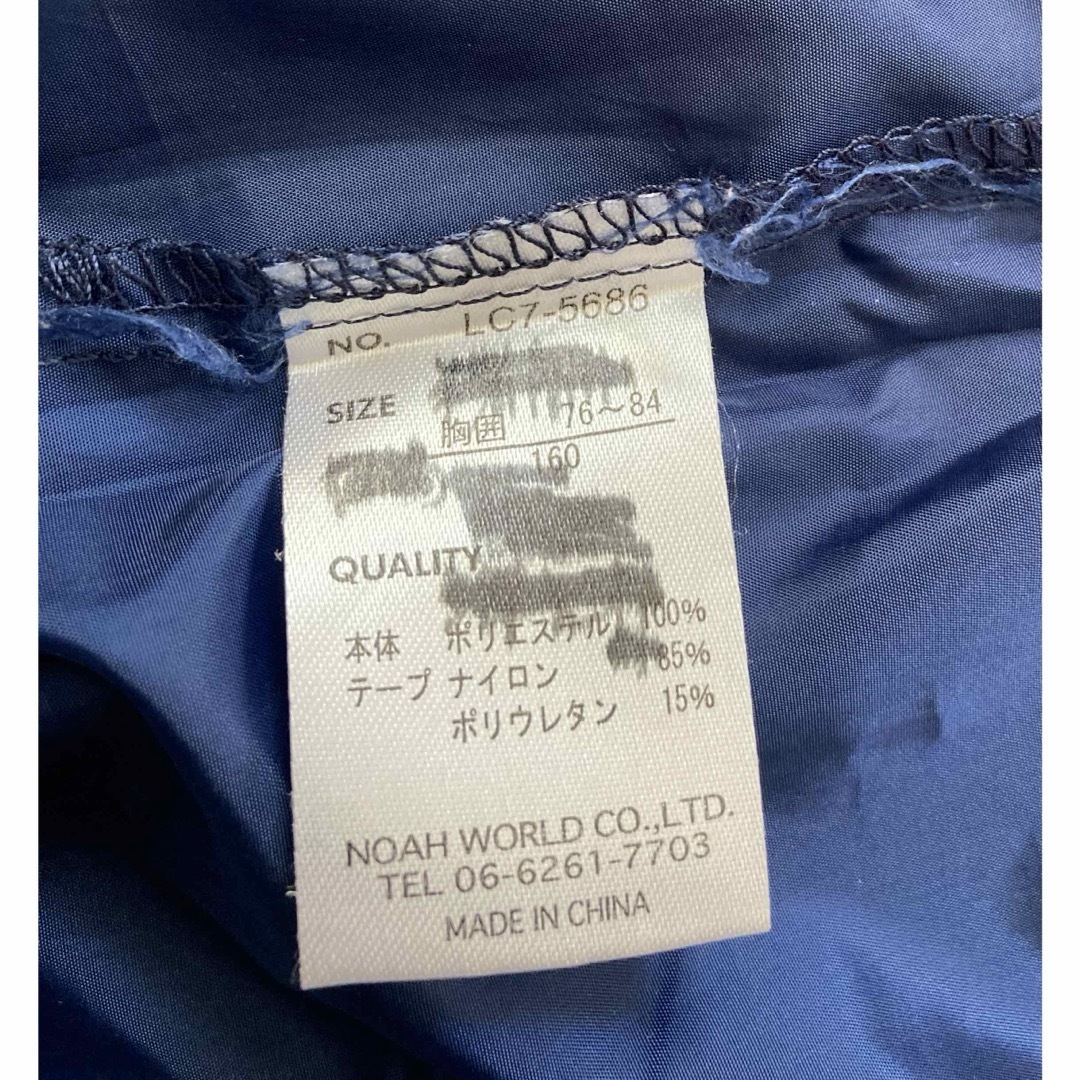 NO. LC7-5686
SIZE
胸囲 76～84
160
QUALITY
本体 ポリエステル 100%
テープ ナイロン 85%
ポリウレタン 15%
NOAH WORLD CO.,LTD.
TEL 06-6261-7703
MADE IN CHINA